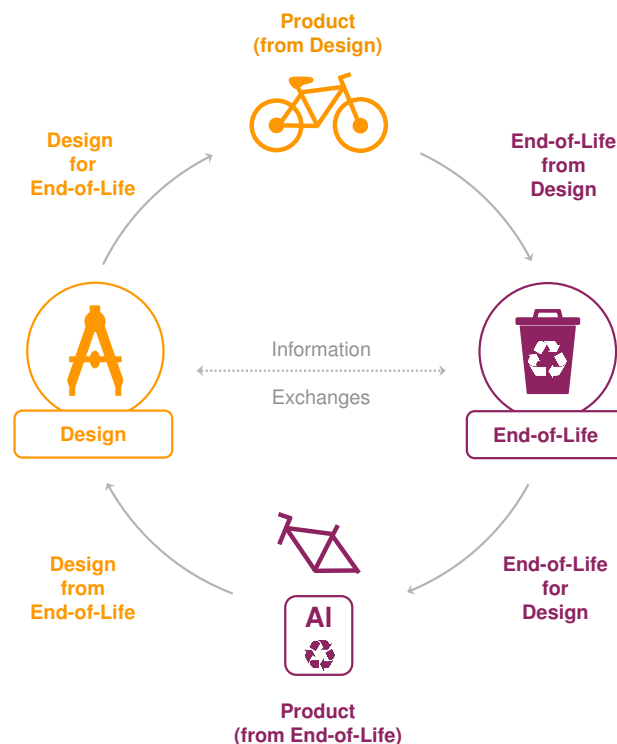 Product
(from Design)
Design
for
End-of-Life
End-of-Life
from
Design
Information
Exchanges
Design
End-of-Life
Design
from
End-of-Life
Al
End-of-Life
for
Design
Product
(from End-of-Life)